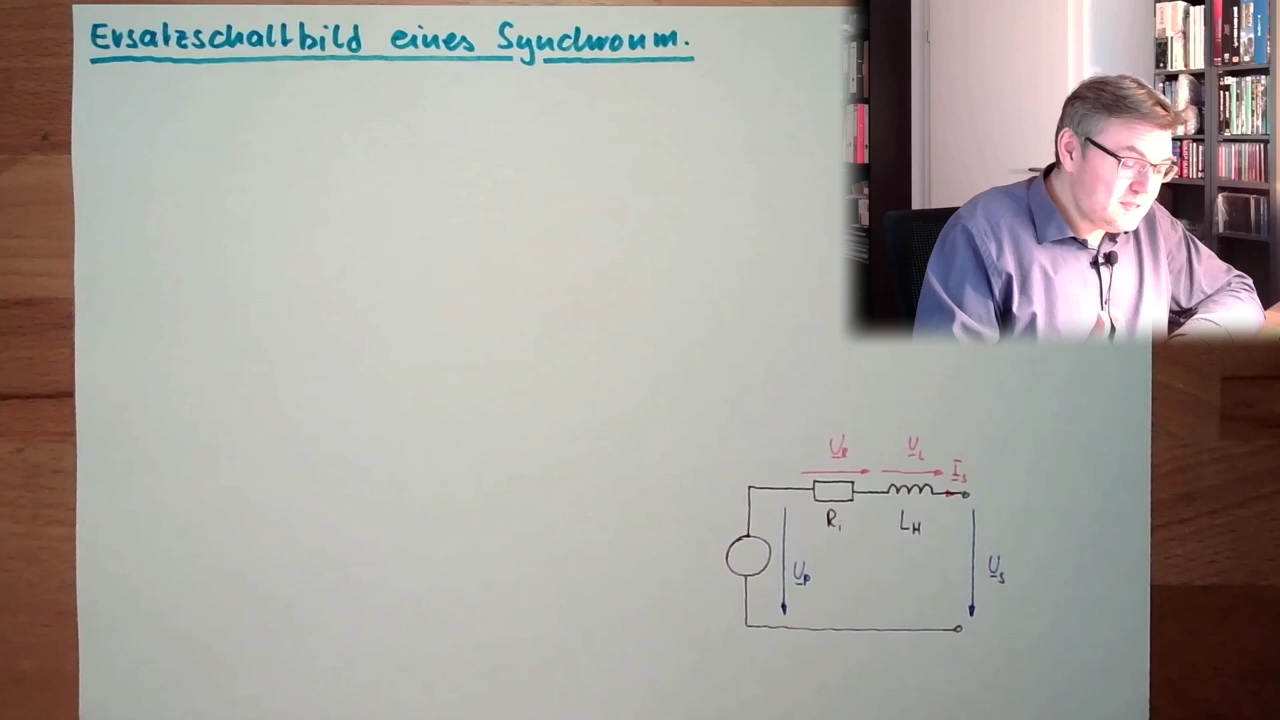 Ersatzschaltbild eines Synchronm.
U_R U_L I_s
R_i L_H
U_P U_s